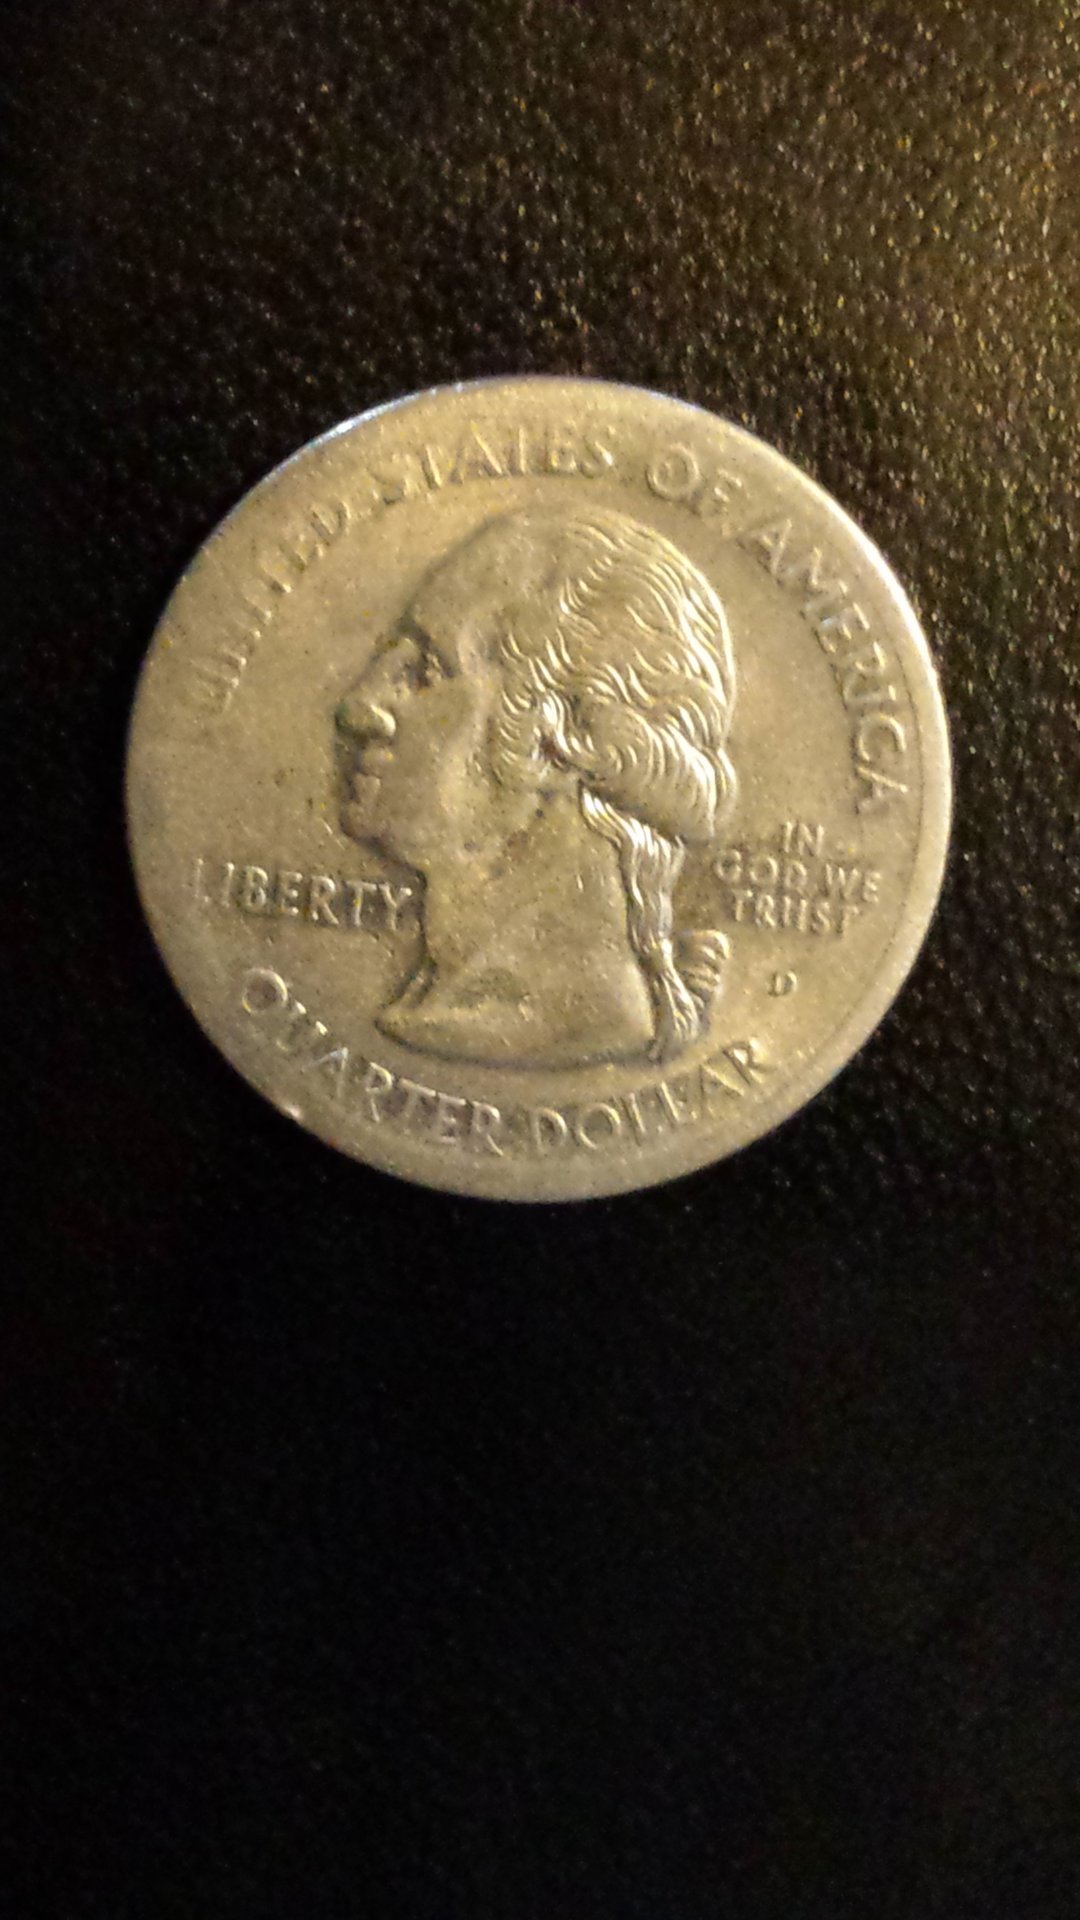 UNITED STATES OF AMERICA
LIBERTY
IN
GOD WE
TRUST
D
QUARTER DOLLAR